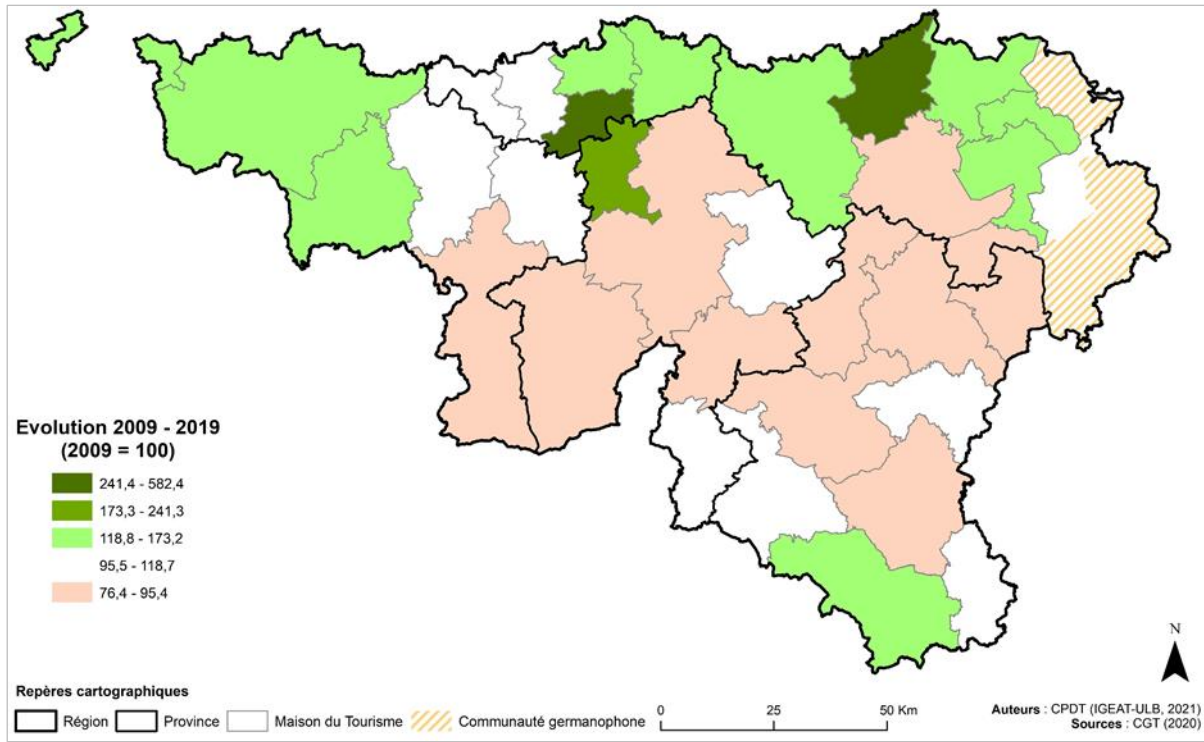 Evolution 2009 - 2019
(2009 = 100)
241,4 - 582,4
173,3 - 241,3
118,8 - 173,2
95,5 - 118,7
76,4 - 95,4
N
Repères cartographiques
Région
Province
Maison du Tourisme
Communauté germanophone
0 25 50 Km
Auteurs : CPDT (IGEAT-ULB, 2021)
Sources : CGT (2020)